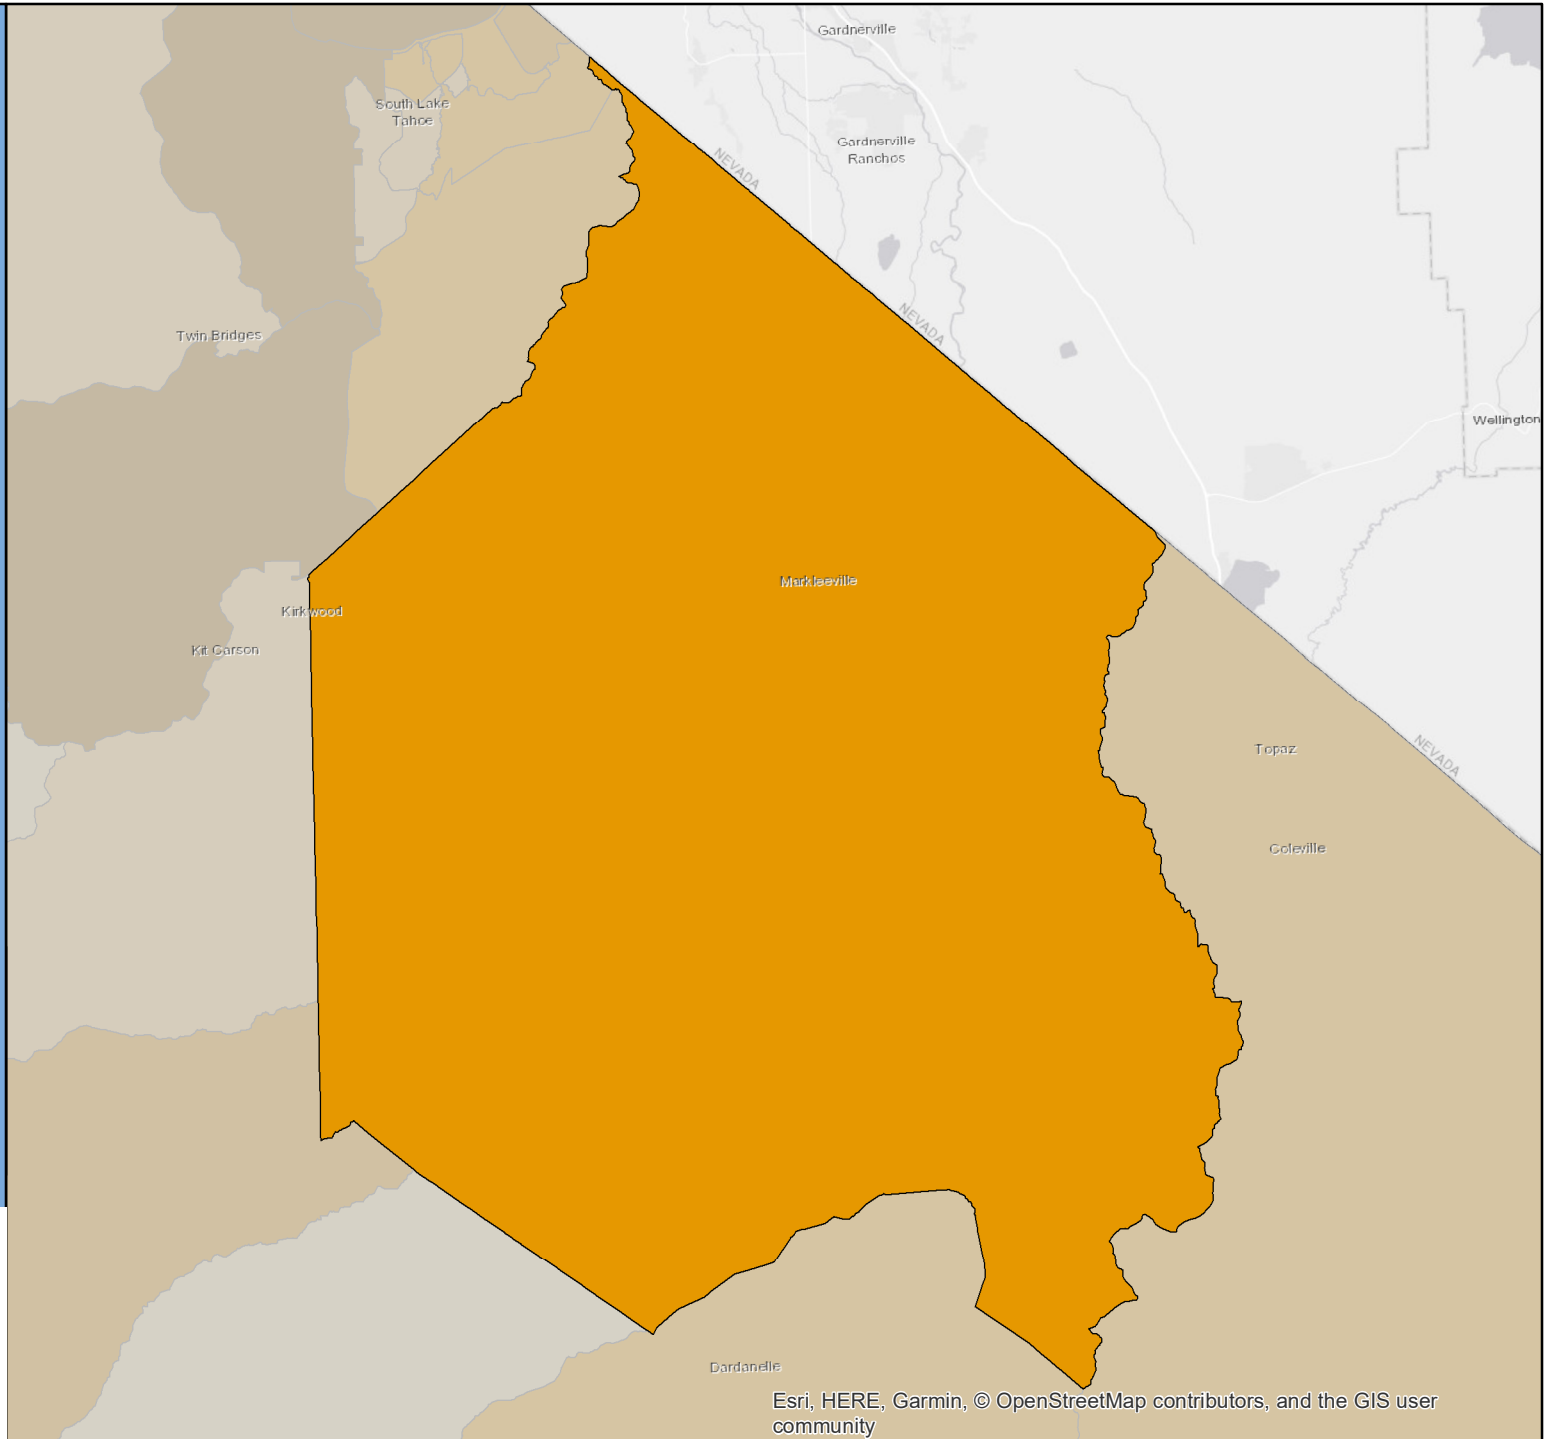 Gardnerville
South Lake
Tahoe
Gardnerville
Ranchos
NEVADA
NEVADA
Twin Bridges
Wellington
Markleeville
Kirkwood
Kit Carson
Topaz
NEVADA
Coleville
Dardanelle
Esri, HERE, Garmin, © OpenStreetMap contributors, and the GIS user
community